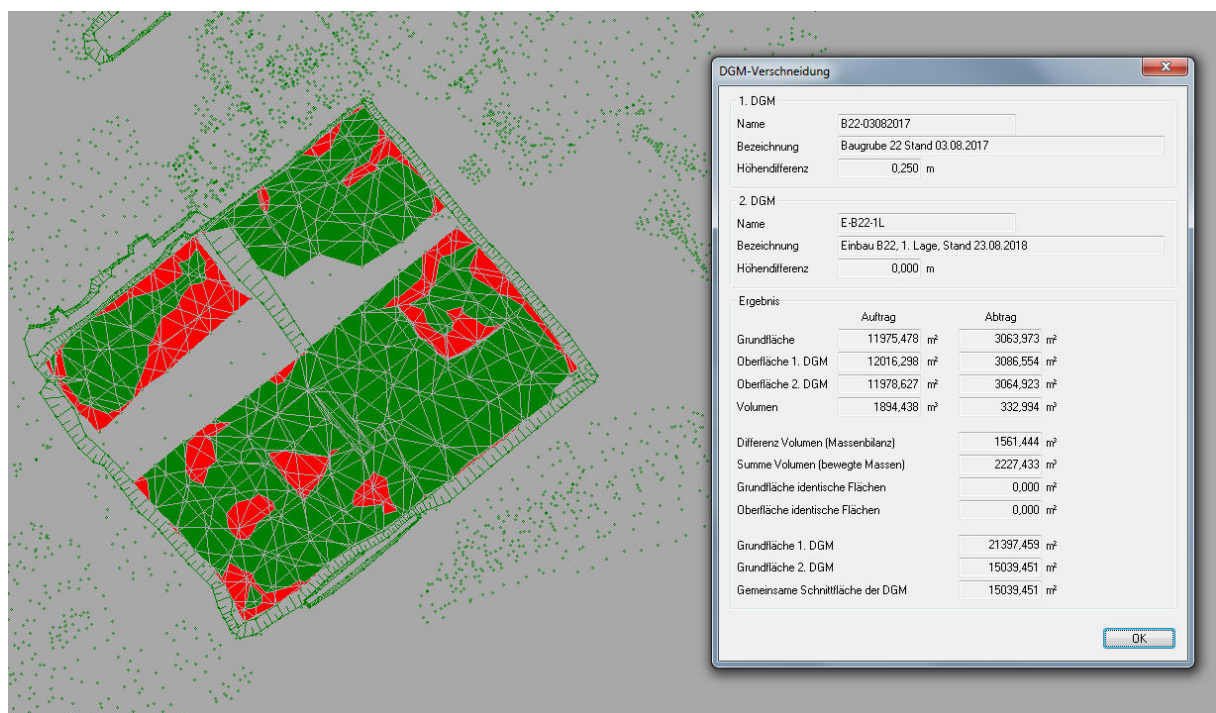 DGM-Verschneidung
1. DGM
Name B22-03082017
Bezeichnung Baugrube 22 Stand 03.08.2017
Höhendifferenz 0,250 m
2. DGM
Name E-B22-1L
Bezeichnung Einbau B22, 1. Lage, Stand 23.08.2018
Höhendifferenz 0,000 m
Ergebnis
Auftrag Abtrag
Grundfläche 11975,478 m² 3063,973 m²
Oberfläche 1. DGM 12016,298 m² 3086,554 m²
Oberfläche 2. DGM 11978,627 m² 3064,923 m²
Volumen 1894,438 m³ 332,994 m³
Differenz Volumen (Massenbilanz) 1561,444 m³
Summe Volumen (bewegte Massen) 2227,433 m³
Grundfläche identische Flächen 0,000 m²
Oberfläche identische Flächen 0,000 m²
Grundfläche 1. DGM 21397,459 m²
Grundfläche 2. DGM 15039,451 m²
Gemeinsame Schnittfläche der DGM 15039,451 m²
OK